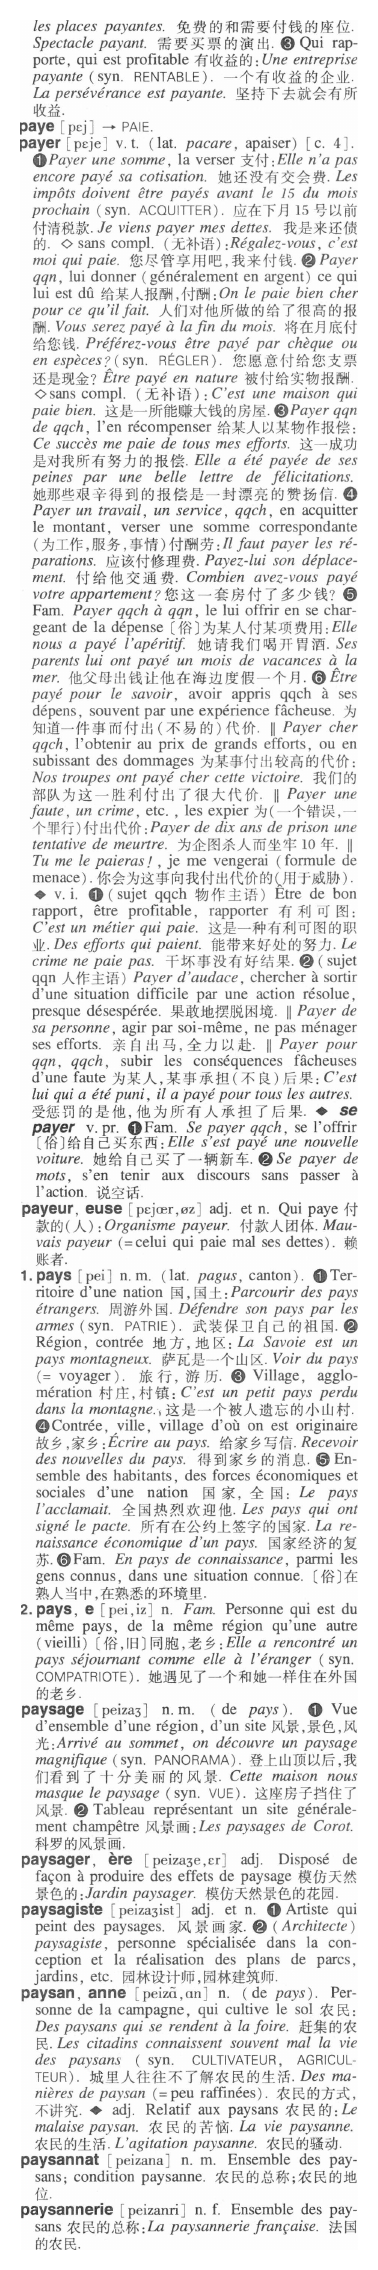 les places payantes. 免费的和需要付钱的座位.
Spectacle payant. 需要买票的演出. ❸ Qui rap-
porte, qui est profitable 有收益的:Une entreprise
payante (syn. RENTABLE). 一个有收益的企业.
La persévérance est payante. 坚持下去就会有所
收益.
paye [pɛj] → PAIE.
payer [pɛje] v. t. (lat. pacare, apaiser) [c. 4].
❶Payer une somme, la verser 支付:Elle n'a pas
encore payé sa cotisation. 她还没有交会费. Les
impôts doivent être payés avant le 15 du mois
prochain (syn. ACQUITTER). 应在下月 15 号以前
付清税款. Je viens payer mes dettes. 我是来还债
的. ◇ sans compl. (无补语):Régalez-vous, c'est
moi qui paie. 您尽管享用吧,我来付钱. ❷ Payer
qqn, lui donner (généralement en argent) ce qui
lui est dû 给某人报酬,付酬:On le paie bien cher
pour ce qu'il fait. 人们对他所做的给了很高的报
酬. Vous serez payé à la fin du mois. 将在月底付
给您钱. Préférez-vous être payé par chèque ou
en espèces? (syn. RÉGLER). 您愿意付给您支票
还是现金? Être payé en nature 被付给实物报酬.
◇sans compl. (无补语):C'est une maison qui
paie bien. 这是一所能赚大钱的房屋. ❸Payer qqn
de qqch, l'en récompenser 给某人以某物作报偿:
Ce succès me paie de tous mes efforts. 这一成功
是对我所有努力的报偿. Elle a été payée de ses
peines par une belle lettre de félicitations.
她那些艰辛得到的报偿是一封漂亮的赞扬信. ❹
Payer un travail, un service, qqch, en acquitter
le montant, verser une somme correspondante
(为工作,服务,事情)付酬劳:Il faut payer les ré-
parations. 应该付修理费. Payez-lui son déplace-
ment. 付给他交通费. Combien avez-vous payé
votre appartement? 您这一套房付了多少钱? ❺
Fam. Payer qqch à qqn, le lui offrir en se char-
geant de la dépense 〔俗〕为某人付某项费用:Elle
nous a payé l'apéritif. 她请我们喝开胃酒. Ses
parents lui ont payé un mois de vacances à la
mer. 他父母出钱让他在海边度假一个月. ❻ Être
payé pour le savoir, avoir appris qqch à ses
dépens, souvent par une expérience fâcheuse. 为
知道一件事而付出(不易的)代价. ‖ Payer cher
qqch, l'obtenir au prix de grands efforts, ou en
subissant des dommages 为某事付出较高的代价:
Nos troupes ont payé cher cette victoire. 我们的
部队为这一胜利付出了很大代价. ‖ Payer une
faute, un crime, etc. , les expier 为(一个错误,一
个罪行)付出代价:Payer de dix ans de prison une
tentative de meurtre. 为企图杀人而坐牢 10 年. ‖
Tu me le paieras! , je me vengerai (formule de
menace). 你会为这事向我付出代价的(用于威胁).
◆ v. i. ❶ (sujet qqch 物作主语) Être de bon
rapport, être profitable, rapporter 有利可图:
C'est un métier qui paie. 这是一种有利可图的职
业. Des efforts qui paient. 能带来好处的努力. Le
crime ne paie pas. 干坏事没有好结果. ❷ (sujet
qqn 人作主语) Payer d'audace, chercher à sortir
d'une situation difficile par une action résolue,
presque désespérée. 果敢地摆脱困境. ‖ Payer de
sa personne, agir par soi-même, ne pas ménager
ses efforts. 亲自出马,全力以赴. ‖ Payer pour
qqn, qqch, subir les conséquences fâcheuses
d'une faute 为某人,某事承担(不良)后果:C'est
lui qui a été puni, il a payé pour tous les autres.
受惩罚的是他,他为所有人承担了后果. ◆ se
payer v. pr. ❶Fam. Se payer qqch, se l'offrir
〔俗〕给自己买东西:Elle s'est payé une nouvelle
voiture. 她给自己买了一辆新车. ❷ Se payer de
mots, s'en tenir aux discours sans passer à
l'action. 说空话.
payeur, euse [pɛjœr,øz] adj. et n. Qui paye 付
款的(人):Organisme payeur. 付款人团体. Mau-
vais payeur (=celui qui paie mal ses dettes). 赖
账者.
1. pays [pei] n. m. (lat. pagus, canton). ❶Ter-
ritoire d'une nation 国,国土:Parcourir des pays
étrangers. 周游外国. Défendre son pays par les
armes (syn. PATRIE). 武装保卫自己的祖国. ❷
Région, contrée 地方,地区: La Savoie est un
pays montagneux. 萨瓦是一个山区. Voir du pays
(= voyager). 旅行,游历. ❸ Village, agglo-
mération 村庄,村镇: C'est un petit pays perdu
dans la montagne.,这是一个被人遗忘的小山村.
❹Contrée, ville, village d'où on est originaire
故乡,家乡:Écrire au pays. 给家乡写信. Recevoir
des nouvelles du pays. 得到家乡的消息. ❺ En-
semble des habitants, des forces économiques et
sociales d'une nation 国家,全国: Le pays
l'acclamait. 全国热烈欢迎他. Les pays qui ont
signé le pacte. 所有在公约上签字的国家. La re-
naissance économique d'un pays. 国家经济的复
苏. ❻Fam. En pays de connaissance, parmi les
gens connus, dans une situation connue. 〔俗〕在
熟人当中,在熟悉的环境里.
2. pays, e [pei,iz] n. Fam. Personne qui est du
même pays, de la même région qu'une autre
(vieilli) 〔俗,旧〕同胞,老乡:Elle a rencontré un
pays séjournant comme elle à l'éranger (syn.
COMPATRIOTE). 她遇见了一个和她一样住在外国
的老乡.
paysage [peizaʒ] n. m. ( de pays). ❶ Vue
d'ensemble d'une région, d'un site 风景,景色,风
光:Arrivé au sommet, on découvre un paysage
magnifique (syn. PANORAMA). 登上山顶以后,我
们看到了十分美丽的风景. Cette maison nous
masque le paysage (syn. VUE). 这座房子挡住了
风景. ❷ Tableau représentant un site générale-
ment champêtre 风景画:Les paysages de Corot.
科罗的风景画.
paysager, ère [peizaʒe,ɛr] adj. Disposé de
façon à produire des effets de paysage 模仿天然
景色的:Jardin paysager. 模仿天然景色的花园.
paysagiste [peizaʒist] adj. et n. ❶ Artiste qui
peint des paysages. 风景画家. ❷ (Architecte)
paysagiste, personne spécialisée dans la con-
ception et la réalisation des plans de parcs,
jardins, etc. 园林设计师,园林建筑师.
paysan, anne [peizɑ̃,an] n. (de pays). Per-
sonne de la campagne, qui cultive le sol 农民:
Des paysans qui se rendent à la foire. 赶集的农
民. Les citadins connaissent souvent mal la vie
des paysans ( syn. CULTIVATEUR, AGRICUL-
TEUR). 城里人往往不了解农民的生活. Des ma-
nières de paysan (=peu raffinées). 农民的方式,
不讲究. ◆ adj. Relatif aux paysans 农民的:Le
malaise paysan. 农民的苦恼. La vie paysanne.
农民的生活. L'agitation paysanne. 农民的骚动.
paysannat [peizana] n. m. Ensemble des pay-
sans; condition paysanne. 农民的总称;农民的地
位.
paysannerie [peizanri] n. f. Ensemble des pay-
sans 农民的总称:La paysannerie française. 法国
的农民.